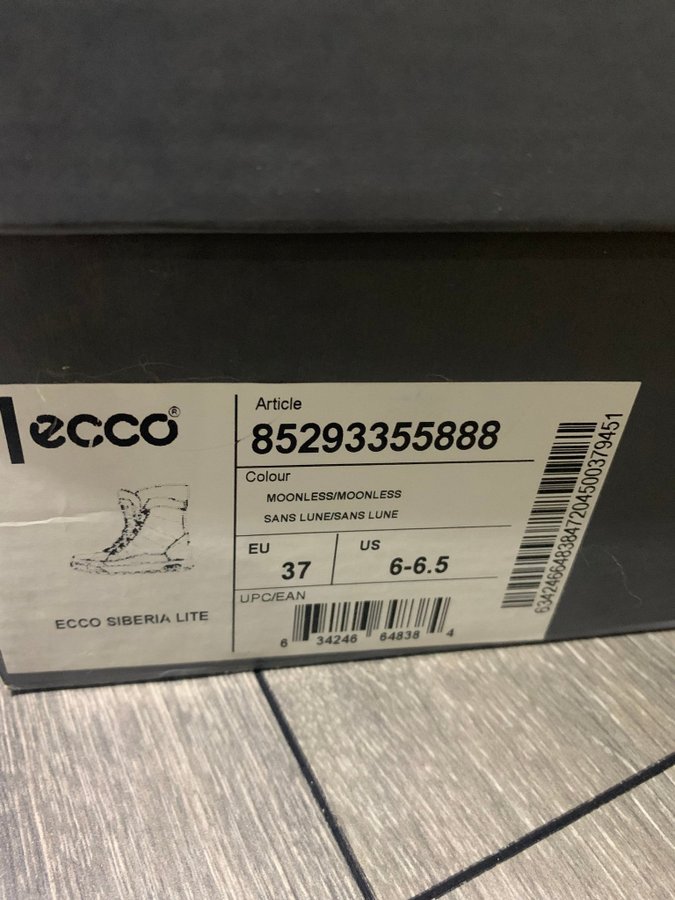 ecco®
ECCO SIBERIA LITE
Article
85293355888
Colour
MOONLESS/MOONLESS
SANS LUNE/SANS LUNE
EU
37
US
6-6.5
UPC/EAN
6 34246 64838 4
6342466483847204500379451